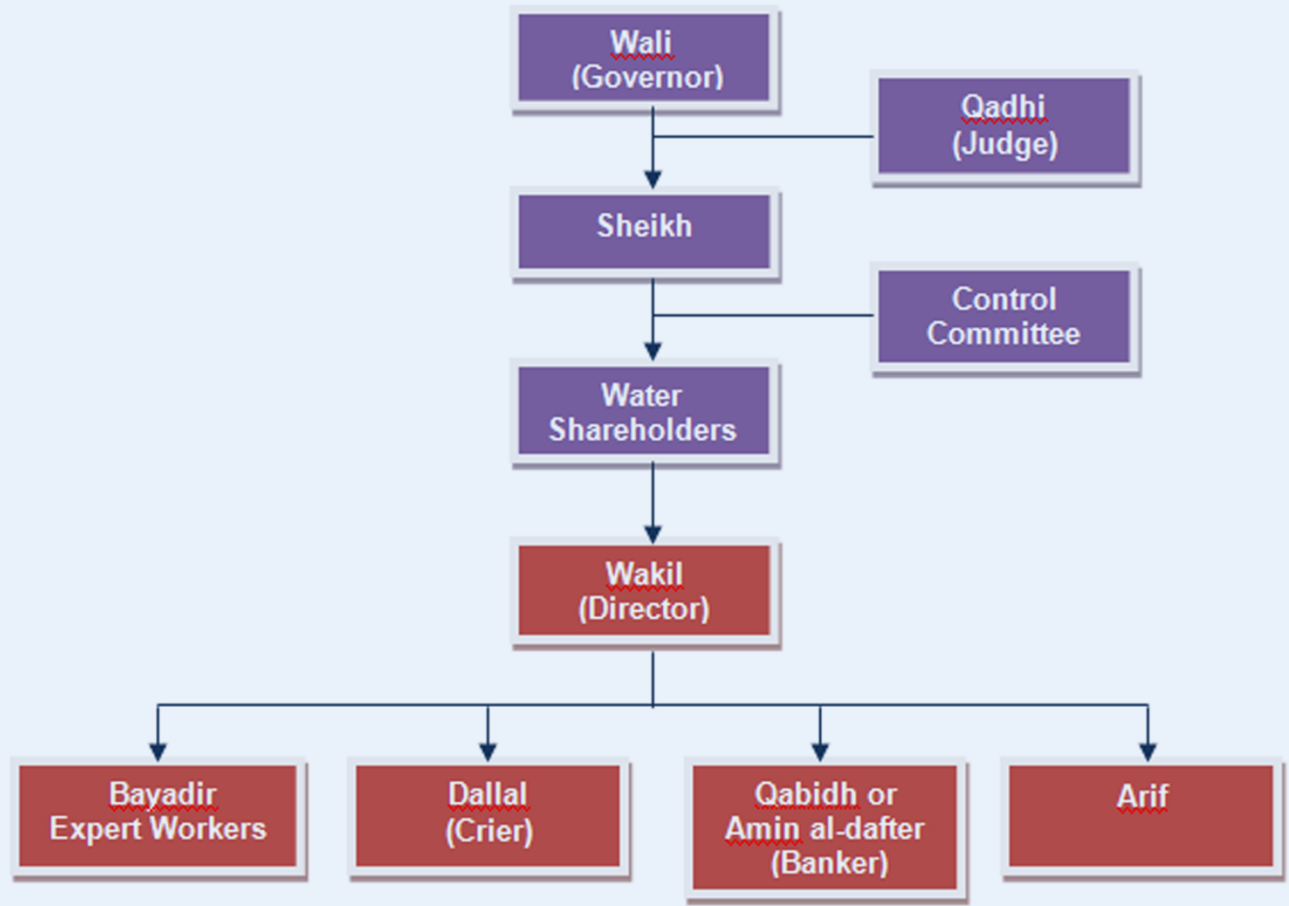 Wali
(Governor)
Qadhi
(Judge)
Sheikh
Control
Committee
Water
Shareholders
Wakil
(Director)
Bayadir
Expert Workers
Dallal
(Crier)
Qabidh or
Amin al-dafter
(Banker)
Arif